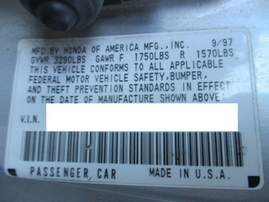 MFD.BY HONDA OF AMERICA MFG.,INC. 9/97
GVWR 3290LBS GAWR F 1750LBS R 1570LBS
THIS VEHICLE CONFORMS TO ALL APPLICABLE
FEDERAL MOTOR VEHICLE SAFETY,BUMPER,
AND THEFT PREVENTION STANDARDS IN EFFECT
ON THE DATE OF MANUFACTURE SHOWN ABOVE.
V.I.N.
PASSENGER CAR MADE IN U.S.A.